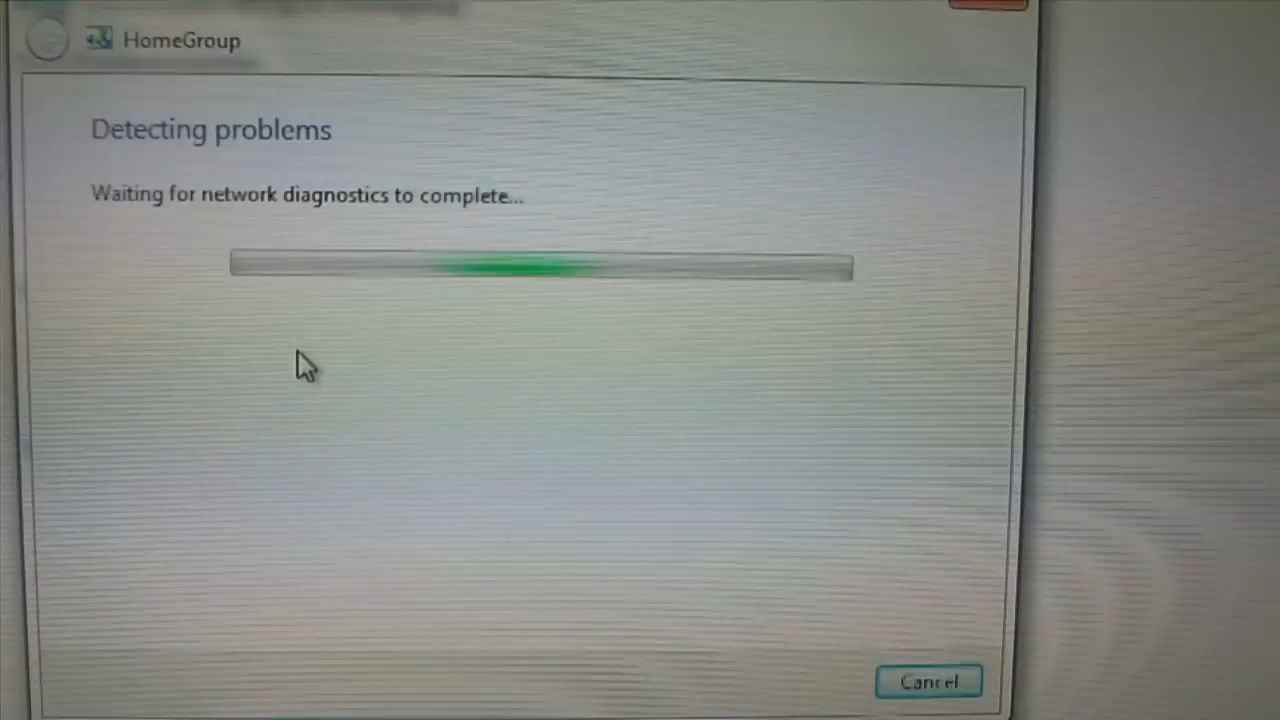 HomeGroup
Detecting problems
Waiting for network diagnostics to complete...
Cancel